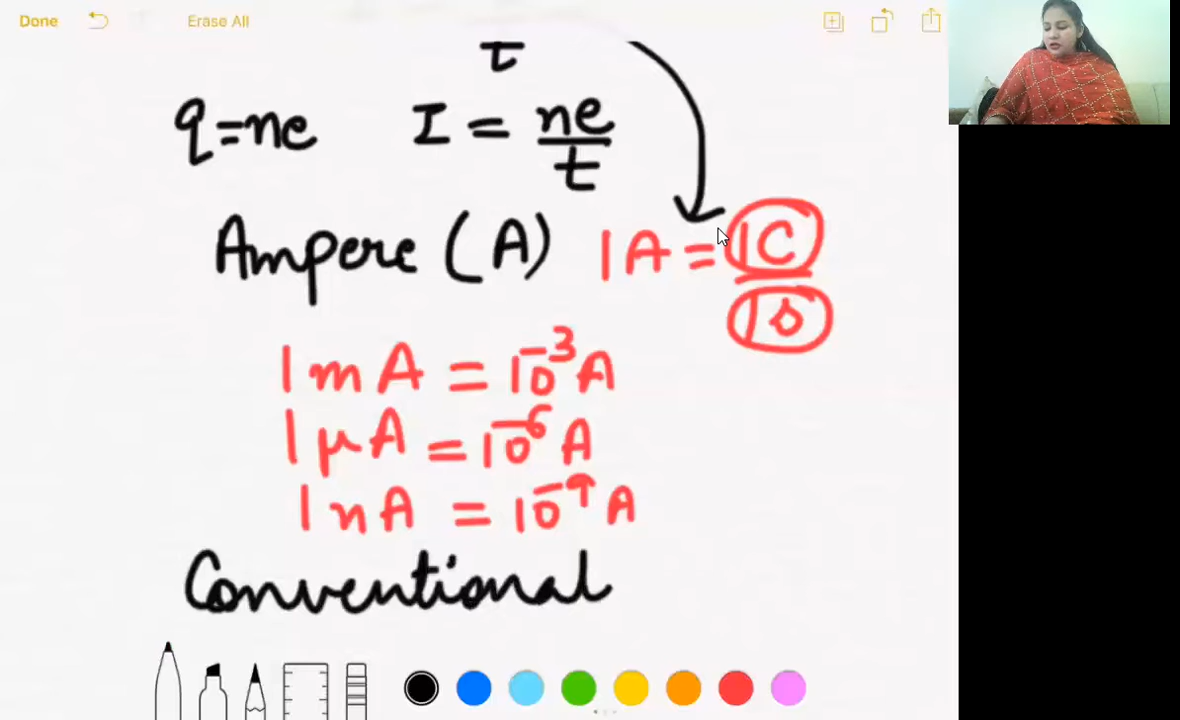 Done Erase All
t
q=ne I = ne/t
Ampere (A) 1A = 1C/1s
1mA = 10⁻³A
1μA = 10⁻⁶A
1nA = 10⁻⁹A
Conventional